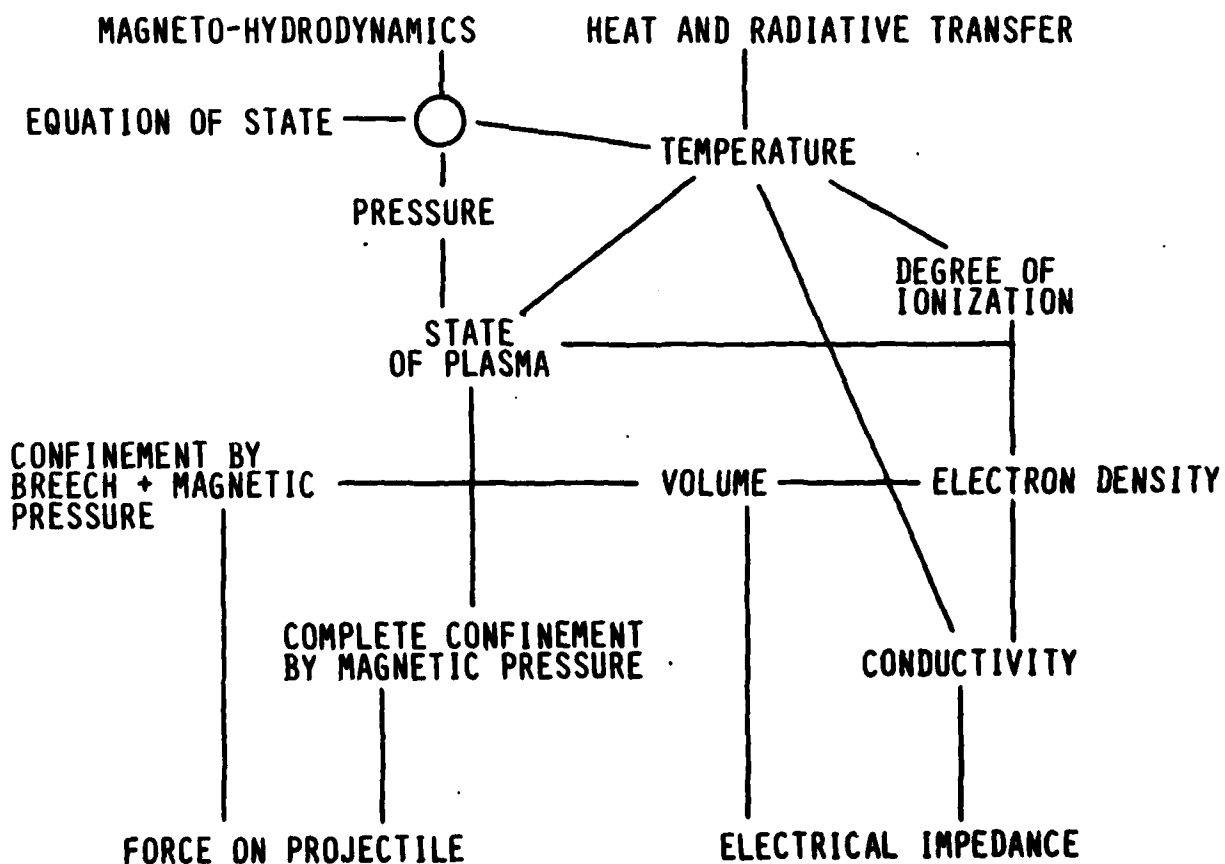 MAGNETO-HYDRODYNAMICS
HEAT AND RADIATIVE TRANSFER
EQUATION OF STATE
TEMPERATURE
PRESSURE
DEGREE OF
IONIZATION
STATE
OF PLASMA
CONFINEMENT BY
BREECH + MAGNETIC
PRESSURE
VOLUME
ELECTRON DENSITY
COMPLETE CONFINEMENT
BY MAGNETIC PRESSURE
CONDUCTIVITY
FORCE ON PROJECTILE
ELECTRICAL IMPEDANCE